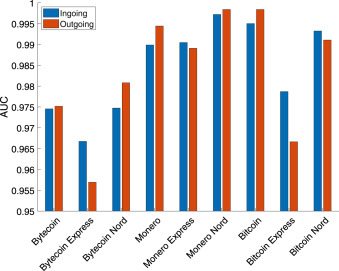 1
0.995
0.99
0.985
0.98
0.975
0.97
0.965
0.96
0.955
0.95
AUC
Ingoing
Outgoing
Bytecoin
Bytecoin Express
Bytecoin Nord
Monero
Monero Express
Monero Nord
Bitcoin
Bitcoin Express
Bitcoin Nord